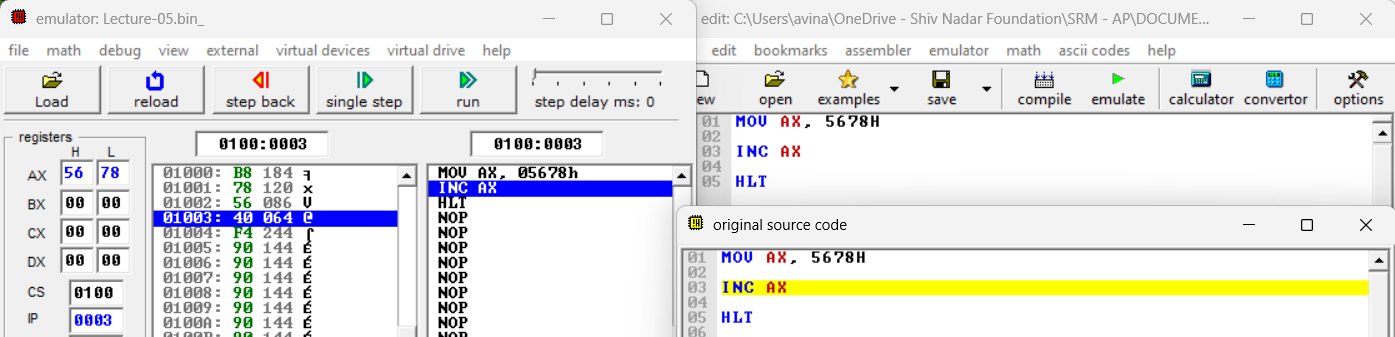 emulator: Lecture-05.bin_
file math debug view external virtual devices virtual drive help
Load reload step back single step run step delay ms: 0
registers
H L
AX 56 78
BX 00 00
CX 00 00
DX 00 00
CS 0100
IP 0003
0100:0003
01000: B8 184 ╕
01001: 78 120 x
01002: 56 086 V
01003: 40 064 @
01004: F4 244 ⌠
01005: 90 144 É
01006: 90 144 É
01007: 90 144 É
01008: 90 144 É
01009: 90 144 É
0100A: 90 144 É
0100B: 90 144 É
0100:0003
MOV AX, 05678h
INC AX
HLT
NOP
NOP
NOP
NOP
NOP
NOP
NOP
NOP
NOP
edit: C:\Users\avina\OneDrive - Shiv Nadar Foundation\SRM - AP\DOCUME...
edit bookmarks assembler emulator math ascii codes help
ew open examples save compile emulate calculator convertor options
01 MOV AX, 5678H
02
03 INC AX
04
05 HLT
original source code
01 MOV AX, 5678H
02
03 INC AX
04
05 HLT
06